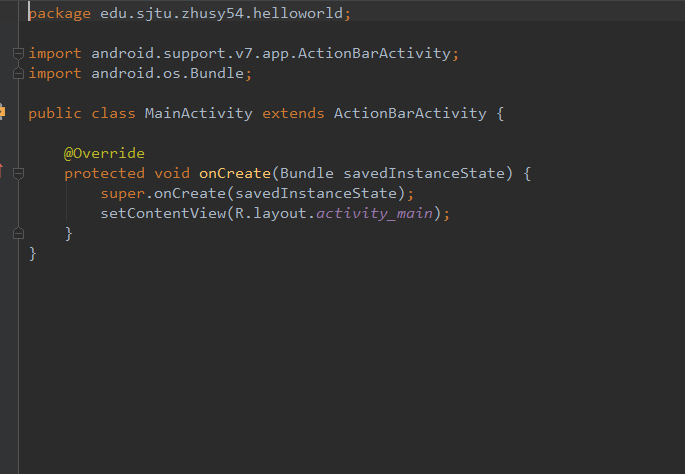 package edu.sjtu.zhusy54.helloworld;
import android.support.v7.app.ActionBarActivity;
import android.os.Bundle;
public class MainActivity extends ActionBarActivity {
@Override
protected void onCreate(Bundle savedInstanceState) {
super.onCreate(savedInstanceState);
setContentView(R.layout.activity_main);
}
}